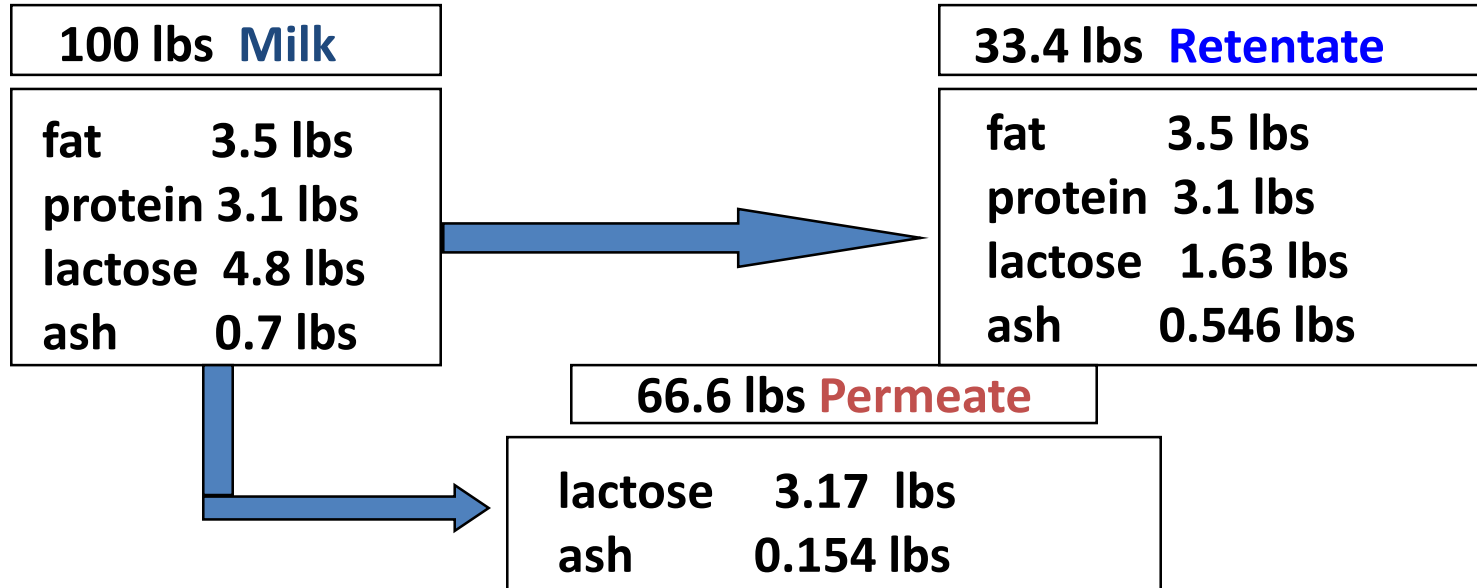 100 lbs Milk
fat 3.5 lbs
protein 3.1 lbs
lactose 4.8 lbs
ash 0.7 lbs
33.4 lbs Retentate
fat 3.5 lbs
protein 3.1 lbs
lactose 1.63 lbs
ash 0.546 lbs
66.6 lbs Permeate
lactose 3.17 lbs
ash 0.154 lbs